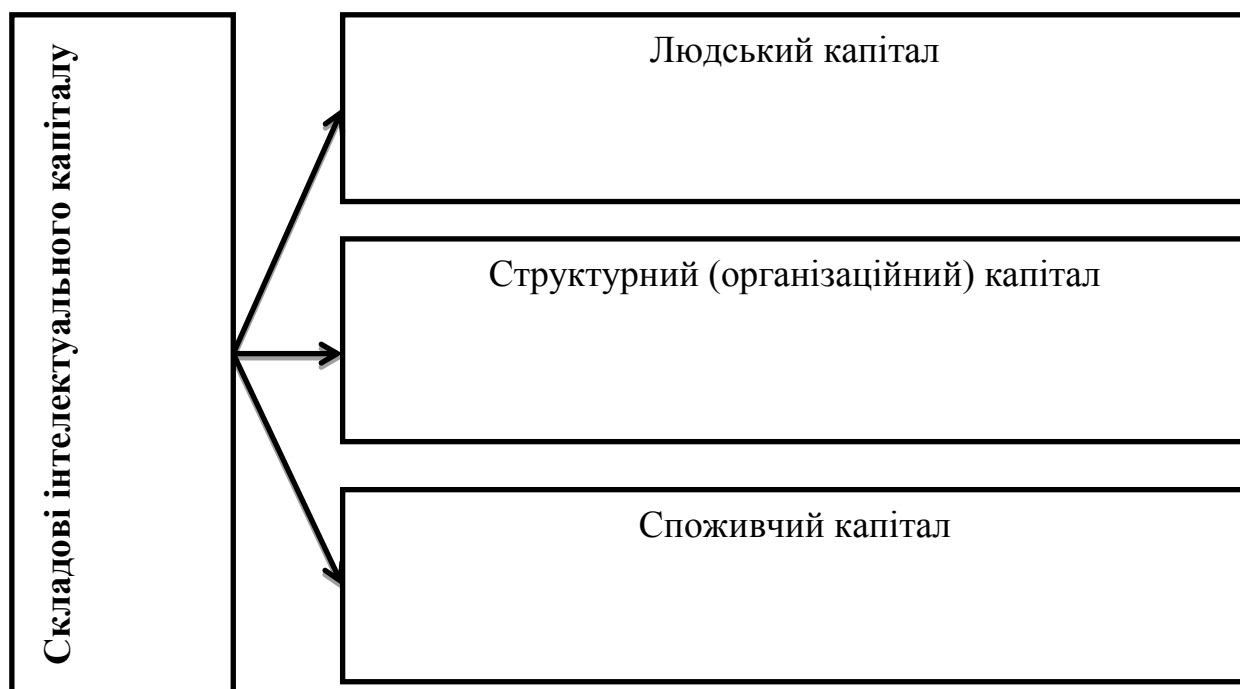 Складові інтелектуального капіталу
Людський капітал
Структурний (організаційний) капітал
Споживчий капітал